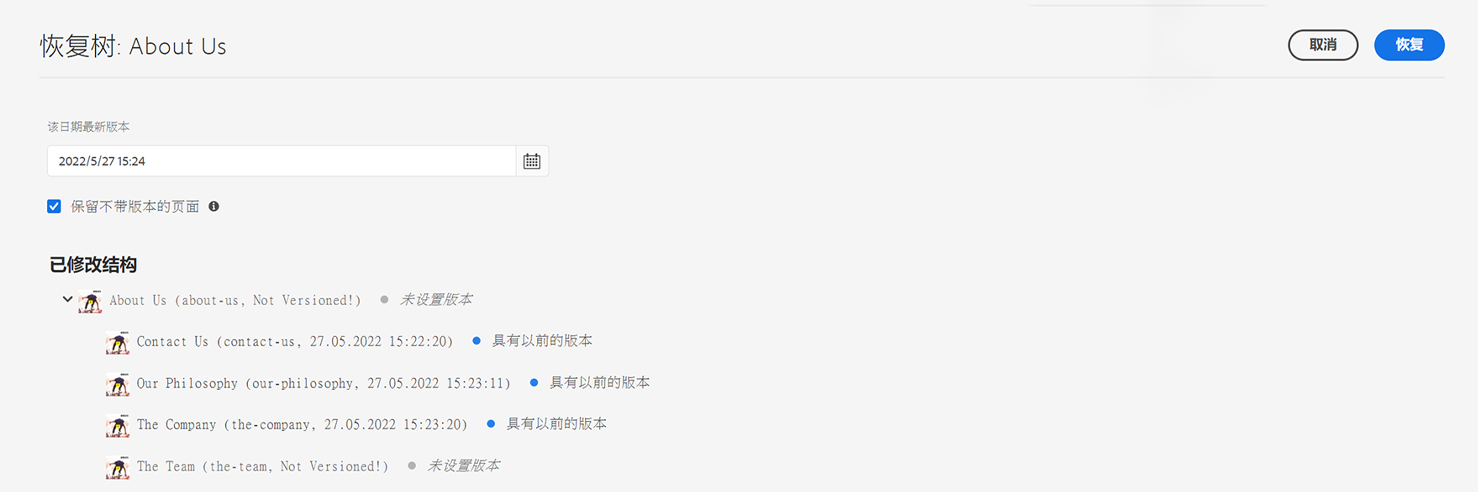 恢复树: About Us
取消
恢复
该日期最新版本
2022/5/27 15:24
保留不带版本的页面
已修改结构
About Us (about-us, Not Versioned!) 未设置版本
Contact Us (contact-us, 27.05.2022 15:22:20) 具有以前的版本
Our Philosophy (our-philosophy, 27.05.2022 15:23:11) 具有以前的版本
The Company (the-company, 27.05.2022 15:23:20) 具有以前的版本
The Team (the-team, Not Versioned!) 未设置版本